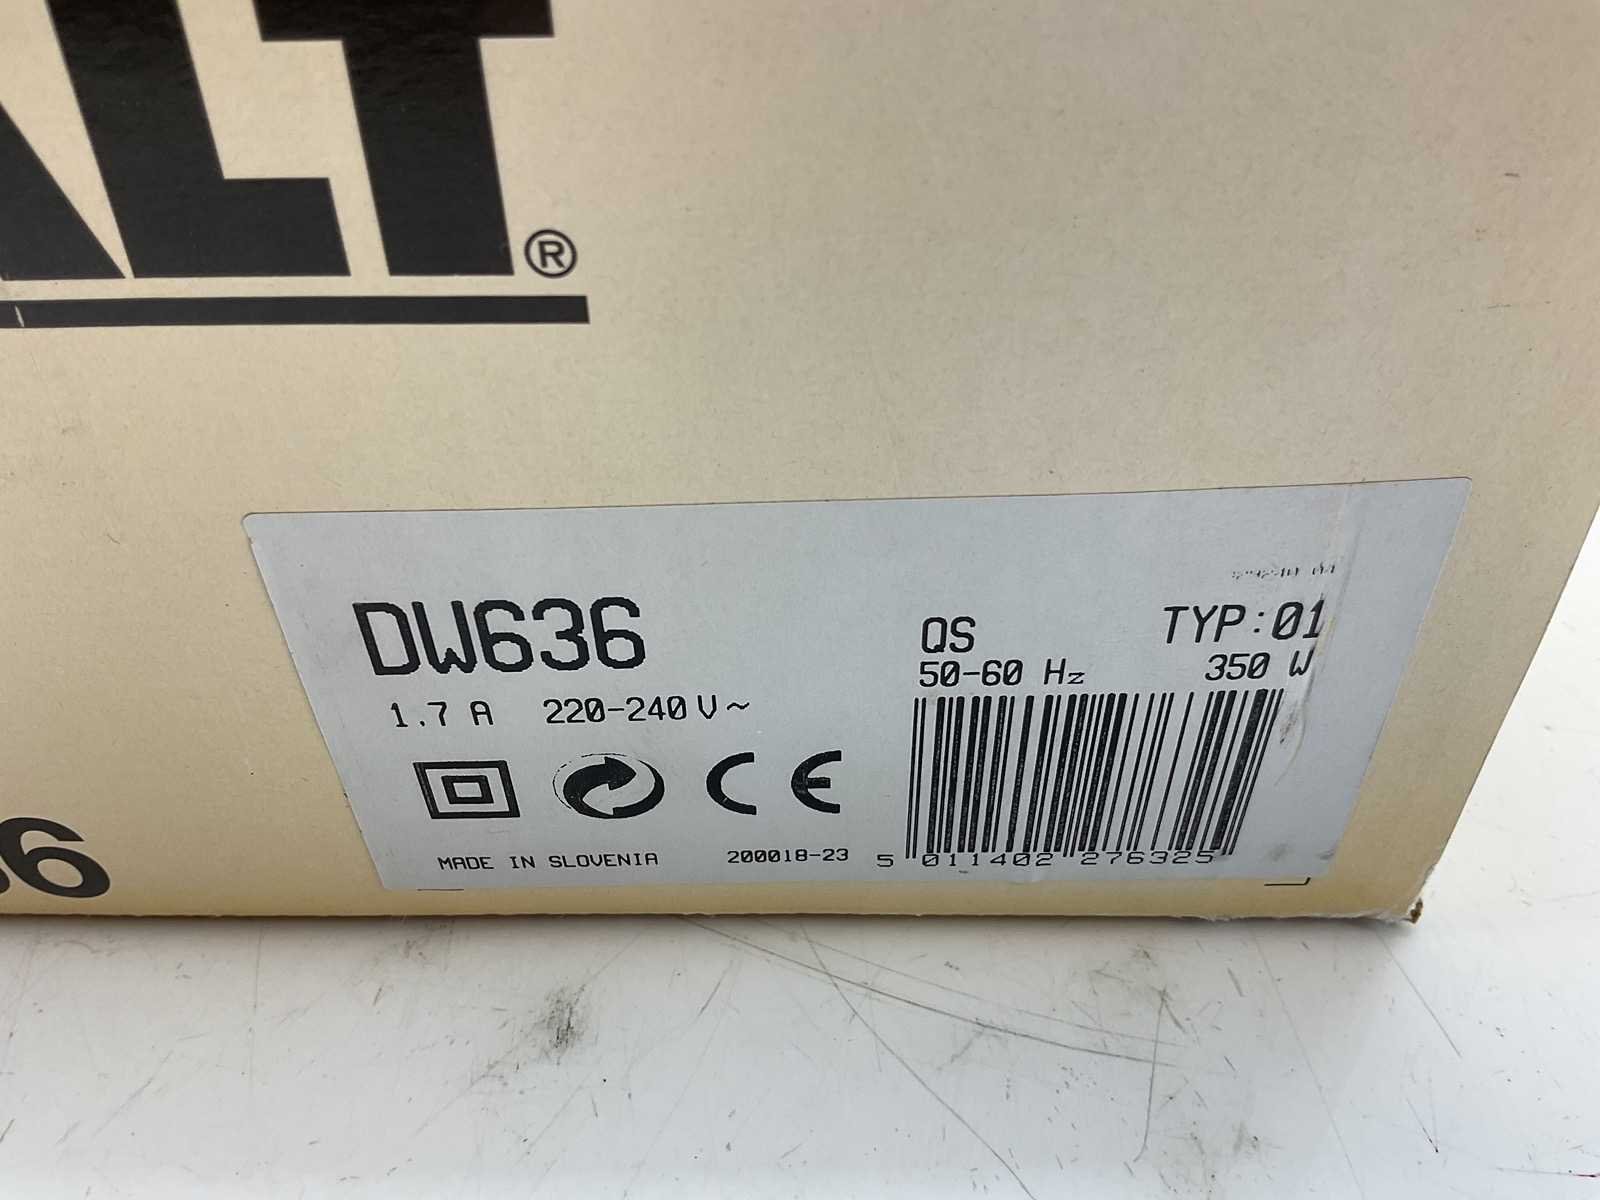 ALT®
DW636
1.7 A 220-240 V ~
QS TYP:01
50-60 Hz 350 W
CE
MADE IN SLOVENIA 200018-23
5 011402 276325
36